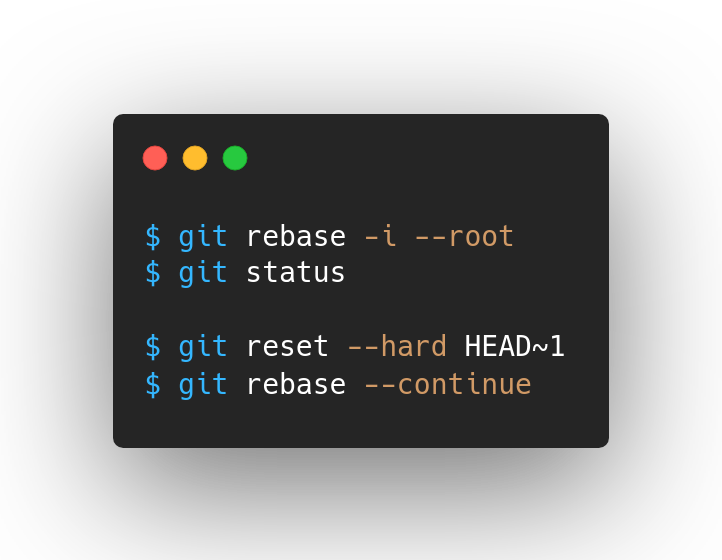 $ git rebase -i --root
$ git status
$ git reset --hard HEAD~1
$ git rebase --continue